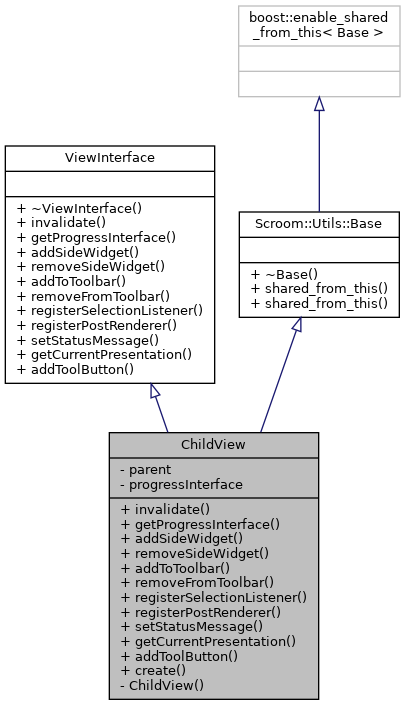 boost::enable_shared
_from_this< Base >
ViewInterface
+ ~ViewInterface()
+ invalidate()
+ getProgressInterface()
+ addSideWidget()
+ removeSideWidget()
+ addToToolbar()
+ removeFromToolbar()
+ registerSelectionListener()
+ registerPostRenderer()
+ setStatusMessage()
+ getCurrentPresentation()
+ addToolButton()
Scroom::Utils::Base
+ ~Base()
+ shared_from_this()
+ shared_from_this()
ChildView
- parent
- progressInterface
+ invalidate()
+ getProgressInterface()
+ addSideWidget()
+ removeSideWidget()
+ addToToolbar()
+ removeFromToolbar()
+ registerSelectionListener()
+ registerPostRenderer()
+ setStatusMessage()
+ getCurrentPresentation()
+ addToolButton()
+ create()
- ChildView()